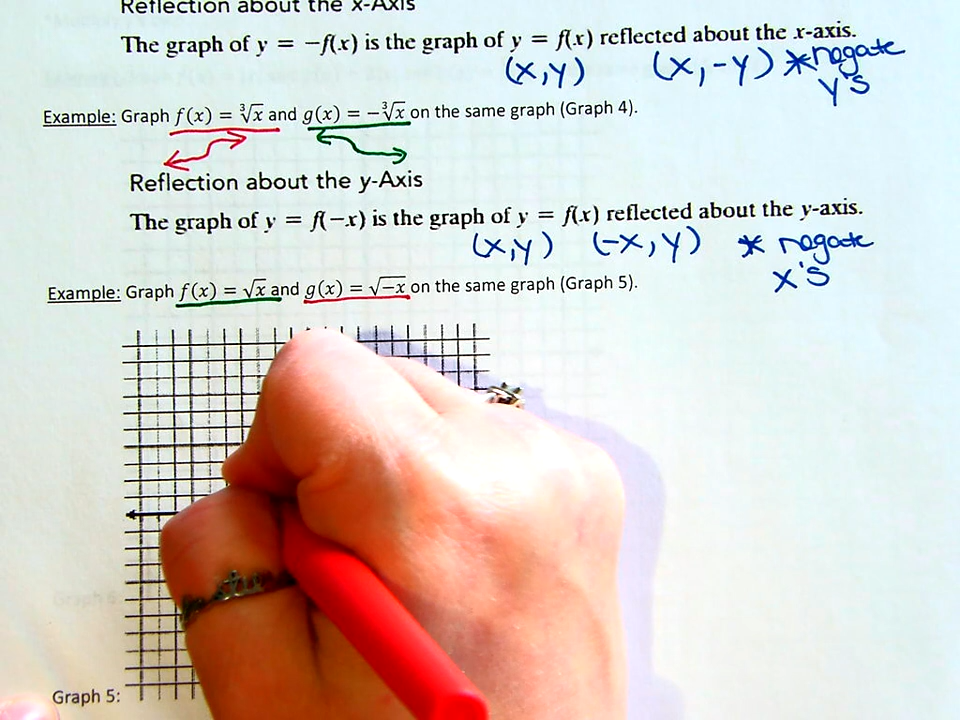 Reflection about the x-Axis
The graph of y = −f(x) is the graph of y = f(x) reflected about the x-axis.
(x,y) (x,-y) *negate
y's
Example: Graph f(x) = ∛x and g(x) = −∛x on the same graph (Graph 4).
Reflection about the y-Axis
The graph of y = f(−x) is the graph of y = f(x) reflected about the y-axis.
(x,y) (-x,y) * negate
x's
Example: Graph f(x) = √x and g(x) = √−x on the same graph (Graph 5).
Graph 5: